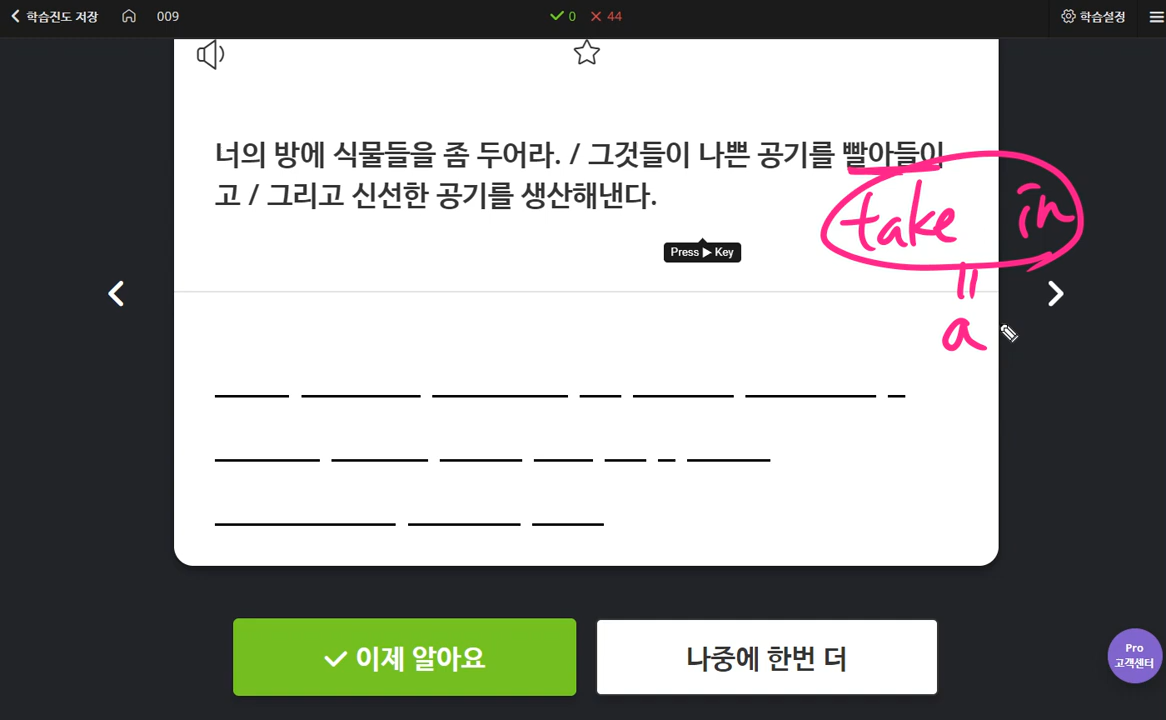 학습진도 저장 009 0 44 학습설정
너의 방에 식물들을 좀 두어라. / 그것들이 나쁜 공기를 빨아들이
고 / 그리고 신선한 공기를 생산해낸다.
take in
Press ▶ Key
=
a
이제 알아요 나중에 한번 더
Pro
고객센터